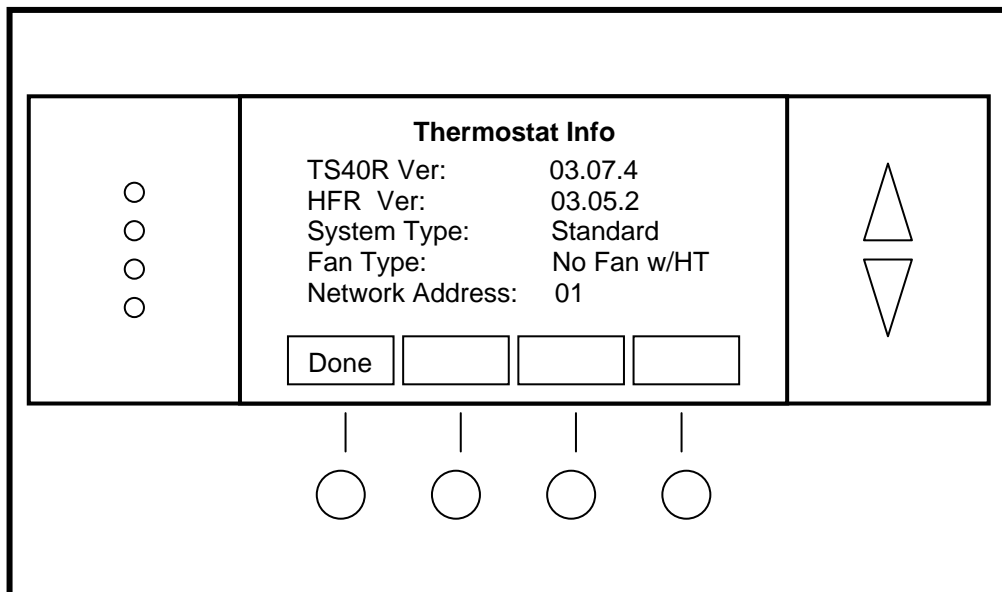 Thermostat Info
TS40R Ver: 03.07.4
HFR Ver: 03.05.2
System Type: Standard
Fan Type: No Fan w/HT
Network Address: 01
Done